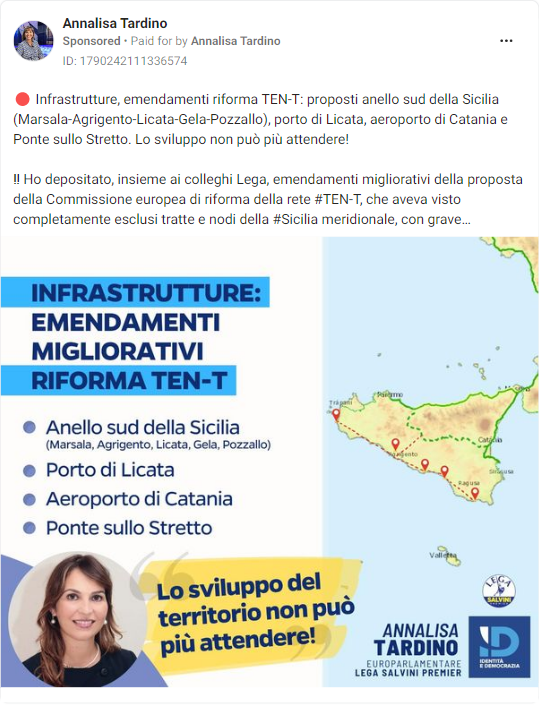 Annalisa Tardino
Sponsored • Paid for by Annalisa Tardino
ID: 1790242111336574
🔴 Infrastrutture, emendamenti riforma TEN-T: proposti anello sud della Sicilia
(Marsala-Agrigento-Licata-Gela-Pozzallo), porto di Licata, aeroporto di Catania e
Ponte sullo Stretto. Lo sviluppo non può più attendere!
‼ Ho depositato, insieme ai colleghi Lega, emendamenti migliorativi della proposta
della Commissione europea di riforma della rete #TEN-T, che aveva visto
completamente esclusi tratte e nodi della #Sicilia meridionale, con grave...
INFRASTRUTTURE:
EMENDAMENTI
MIGLIORATIVI
RIFORMA TEN-T
Anello sud della Sicilia
(Marsala, Agrigento, Licata, Gela, Pozzallo)
Porto di Licata
Aeroporto di Catania
Ponte sullo Stretto
Trapani
Palermo
Catania
Siracusa
Ragusa
Valletta
Lo sviluppo del
territorio non può
più attendere!
LEGA
SALVINI
ANNALISA
TARDINO
EUROPARLAMENTARE
LEGA SALVINI PREMIER
ID
IDENTITÀ
E DEMOCRAZIA